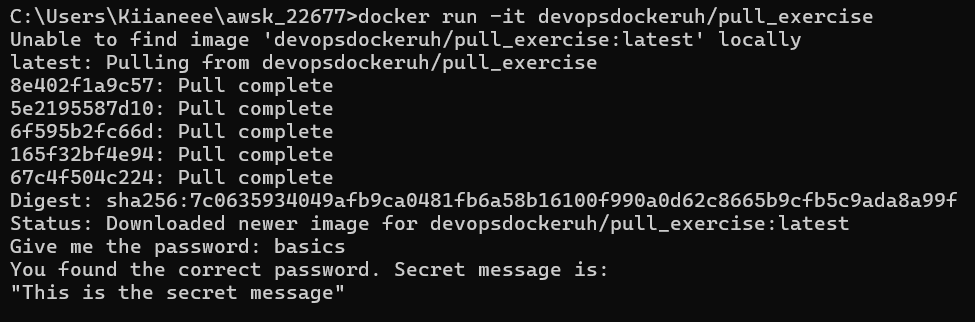 C:\Users\Kiianeee\awsk_22677>docker run -it devopsdockeruh/pull_exercise
Unable to find image 'devopsdockeruh/pull_exercise:latest' locally
latest: Pulling from devopsdockeruh/pull_exercise
8e402f1a9c57: Pull complete
5e2195587d10: Pull complete
6f595b2fc66d: Pull complete
165f32bf4e94: Pull complete
67c4f504c224: Pull complete
Digest: sha256:7c0635934049afb9ca0481fb6a58b16100f990a0d62c8665b9cfb5c9ada8a99f
Status: Downloaded newer image for devopsdockeruh/pull_exercise:latest
Give me the password: basics
You found the correct password. Secret message is:
"This is the secret message"